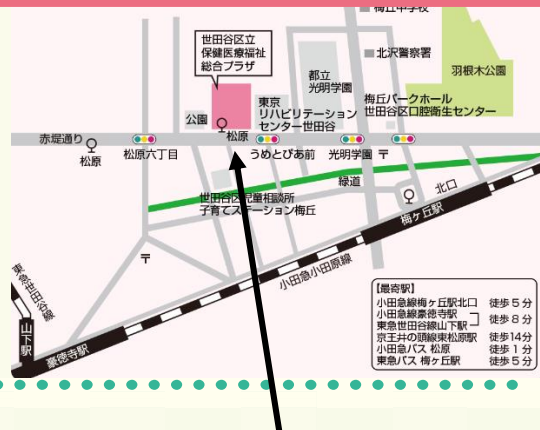 梅丘中学校
世田谷区立
保健医療福祉
総合プラザ
北沢警察署
羽根木公園
都立
光明学園
梅丘パークホール
世田谷区口腔衛生センター
東京
リハビリテーション
センター世田谷
公園
赤堤通り
松原
松原六丁目
松原
うめとぴあ前
光明学園
緑道
北口
梅ヶ丘駅
世田谷区児童相談所
子育てステーション梅丘
小田急小田原線
東急世田谷線
山下駅
豪徳寺駅
【最寄駅】
小田急線梅ヶ丘駅北口 徒歩5分
小田急線豪徳寺駅
東急世田谷線山下駅 徒歩8分
京王井の頭線東松原駅 徒歩14分
小田急バス 松原 徒歩1分
東急バス 梅ヶ丘駅 徒歩5分